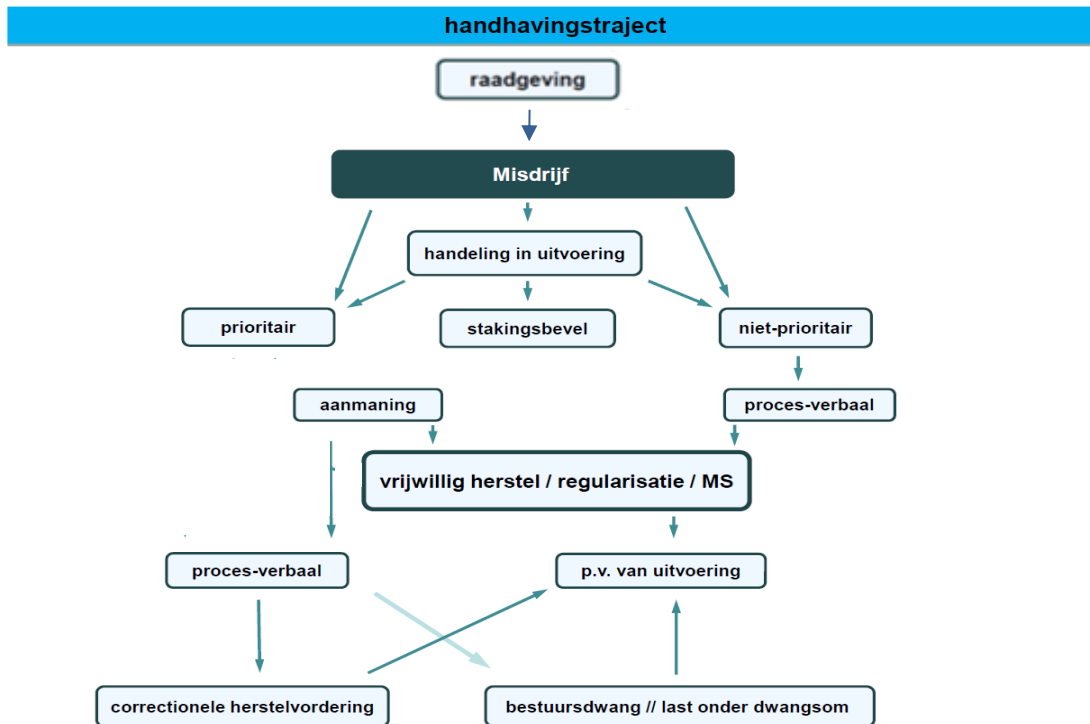 handhavingstraject
raadgeving
Misdrijf
handeling in uitvoering
prioritair
stakingsbevel
niet-prioritair
aanmaning
proces-verbaal
vrijwillig herstel / regularisatie / MS
proces-verbaal
p.v. van uitvoering
correctionele herstelvordering
bestuursdwang // last onder dwangsom